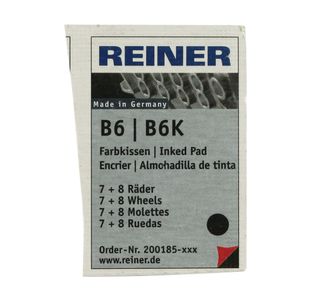 REINER
Made in Germany
B6 | B6K
Farbkissen | Inked Pad
Encrier | Almohadilla de tinta
7 + 8 Räder
7 + 8 Wheels
7 + 8 Molettes
7 + 8 Ruedas
Order-Nr. 200185-xxx
www.reiner.de